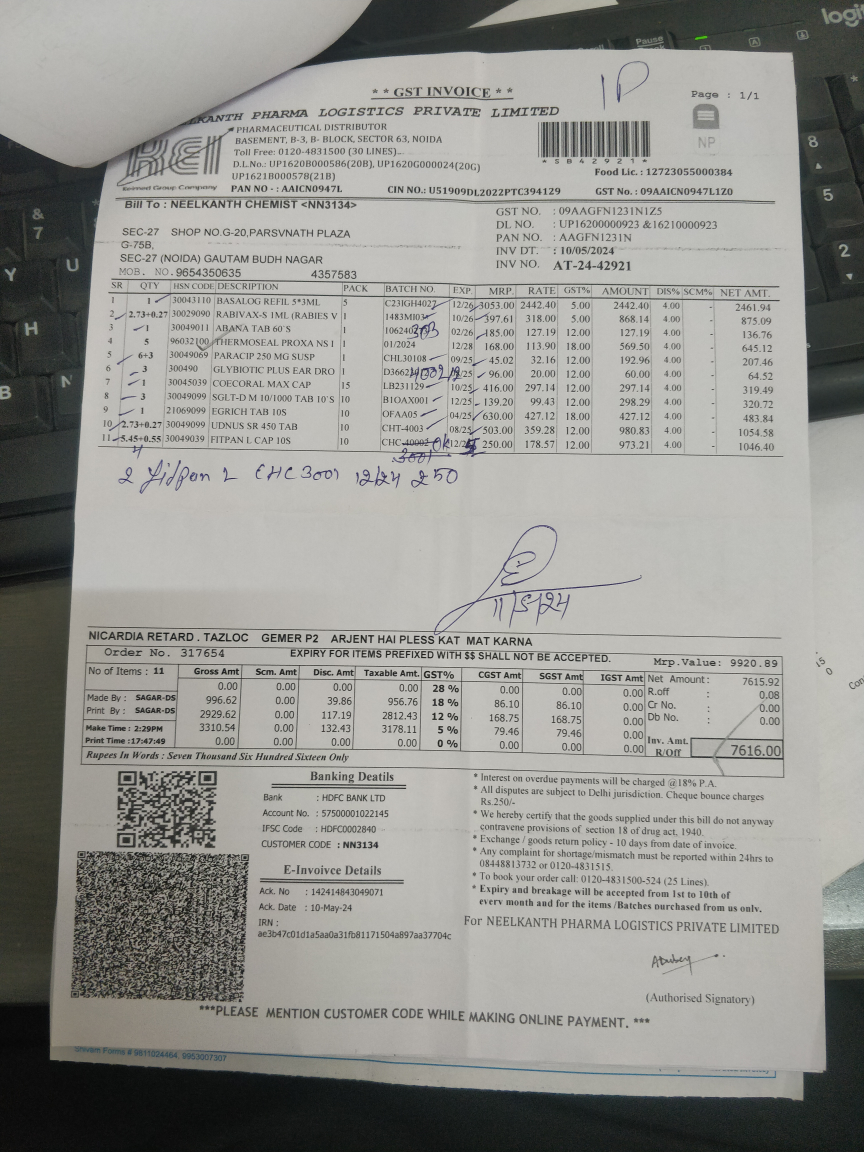 ** GST INVOICE **
1P
Page : 1/1
ELKANTH PHARMA LOGISTICS PRIVATE LIMITED
PHARMACEUTICAL DISTRIBUTOR
BASEMENT, B-3, B- BLOCK, SECTOR 63, NOIDA
Toll Free: 0120-4831500 (30 LINES)
D.L.No.: UP1620B000586(20B), UP1620G000024(20G)
UP1621B000578(21B)
PAN NO - : AAICN0947L
CIN NO.: U51909DL2022PTC394129
*5B42921*
NP
Food Lic. : 12723055000384
GST No. : 09AAICN0947L1Z0
Bill To : NEELKANTH CHEMIST <NN3134>
SEC-27 SHOP NO.G-20,PARSVNATH PLAZA
G-75B,
SEC-27 (NOIDA) GAUTAM BUDH NAGAR
MOB. NO.9654350635 4357583
GST NO. : 09AAGFN1231N1Z5
DL NO. : UP16200000923 &16210000923
PAN NO. : AAGFN1231N
INV DT. : 10/05/2024
INV NO. AT-24-42921
SR QTY HSN CODE DESCRIPTION PACK BATCH NO. EXP. MRP. RATE GST% AMOUNT DIS% SCM% NET AMT.
1 1 30043110 BASALOG REFIL 5*3ML 5 C23IGH4027 12/26 3053.00 2442.40 5.00 2442.40 4.00 - 2461.94
2 2.73+0.27 30029090 RABIVAX-S 1ML (RABIES V 1 1483MI03 10/26 397.61 318.00 5.00 868.14 4.00 - 875.09
3 1 30049011 ABANA TAB 60`S 1 10624 303 02/26 185.00 127.19 12.00 127.19 4.00 - 136.76
4 5 96032100 THERMOSEAL PROXA NS I 1 01/2024 12/28 168.00 113.90 18.00 569.50 4.00 - 645.12
5 6+3 30049069 PARACIP 250 MG SUSP 1 CHL30108 09/25 45.02 32.16 12.00 192.96 4.00 - 207.46
6 3 300490 GLYBIOTIC PLUS EAR DRO 1 D3662 /25 96.00 20.00 12.00 60.00 4.00 - 64.52
7 1 30045039 COECORAL MAX CAP 15 LB231129 10/25 416.00 297.14 12.00 297.14 4.00 - 319.49
8 3 30049099 SGLT-D M 10/1000 TAB 10`S 10 B1OAX001 12/25 139.20 99.43 12.00 298.29 4.00 - 320.72
9 1 21069099 EGRICH TAB 10S 10 OFAA05 04/25 630.00 427.12 18.00 427.12 4.00 - 483.84
10 2.73+0.27 30049099 UDNUS SR 450 TAB 10 CHT-4003 08/25 503.00 359.28 12.00 980.83 4.00 - 1054.58
11 5.45+0.55 30049039 FITPAN L CAP 10S 10 CHC-40002 Ok 12/2 250.00 178.57 12.00 973.21 4.00 - 1046.40
4 3001
2 Fitpan L CHC 3001 12/24 250
11/5/24
NICARDIA RETARD . TAZLOC GEMER P2 ARJENT HAI PLESS KAT MAT KARNA
Order No. 317654 EXPIRY FOR ITEMS PREFIXED WITH $$ SHALL NOT BE ACCEPTED. Mrp.Value: 9920.89
No of Items : 11 Gross Amt Scm. Amt Disc. Amt Taxable. Amt GST% CGST Amt SGST Amt IGST Amt
0.00 0.00 0.00 0.00 28 % 0.00 0.00 0.00
996.62 0.00 39.86 956.76 18 % 86.10 86.10 0.00
2929.62 0.00 117.19 2812.43 12 % 168.75 168.75 0.00
3310.54 0.00 132.43 3178.11 5 % 79.46 79.46 0.00
0.00 0.00 0.00 0.00 0 % 0.00 0.00 0.00
Made By : SAGAR-DS
Print By : SAGAR-DS
Make Time : 2:29PM
Print Time :17:47:49
Net Amount: 7615.92
R.off : 0.08
Cr No. : 0.00
Db No. : 0.00
Inv. Amt. R/Off 7616.00
Rupees In Words : Seven Thousand Six Hundred Sixteen Only
Banking Deatils
Bank : HDFC BANK LTD
Account No. : 57500001022145
IFSC Code : HDFC0002840
CUSTOMER CODE : NN3134
E-Invoivce Details
Ack. No : 142414843049071
Ack. Date : 10-May-24
IRN :
ae3b47c01d1a5aa0a31fb81171504a897aa37704c
* Interest on overdue payments will be charged @18% P.A.
* All disputes are subject to Delhi jurisdiction. Cheque bounce charges
Rs.250/-
* We hereby certify that the goods supplied under this bill do not anyway
contravene provisions of section 18 of drug act, 1940.
* Exchange / goods return policy - 10 days from date of invoice.
* Any complaint for shortage/mismatch must be reported within 24hrs to
08448813732 or 0120-4831515.
* To book your order call: 0120-4831500-524 (25 Lines).
* Expiry and breakage will be accepted from 1st to 10th of
every month and for the items /Batches purchased from us only.
For NEELKANTH PHARMA LOGISTICS PRIVATE LIMITED
(Authorised Signatory)
***PLEASE MENTION CUSTOMER CODE WHILE MAKING ONLINE PAYMENT. ***
Shivam Forms # 9811024464, 9953007307